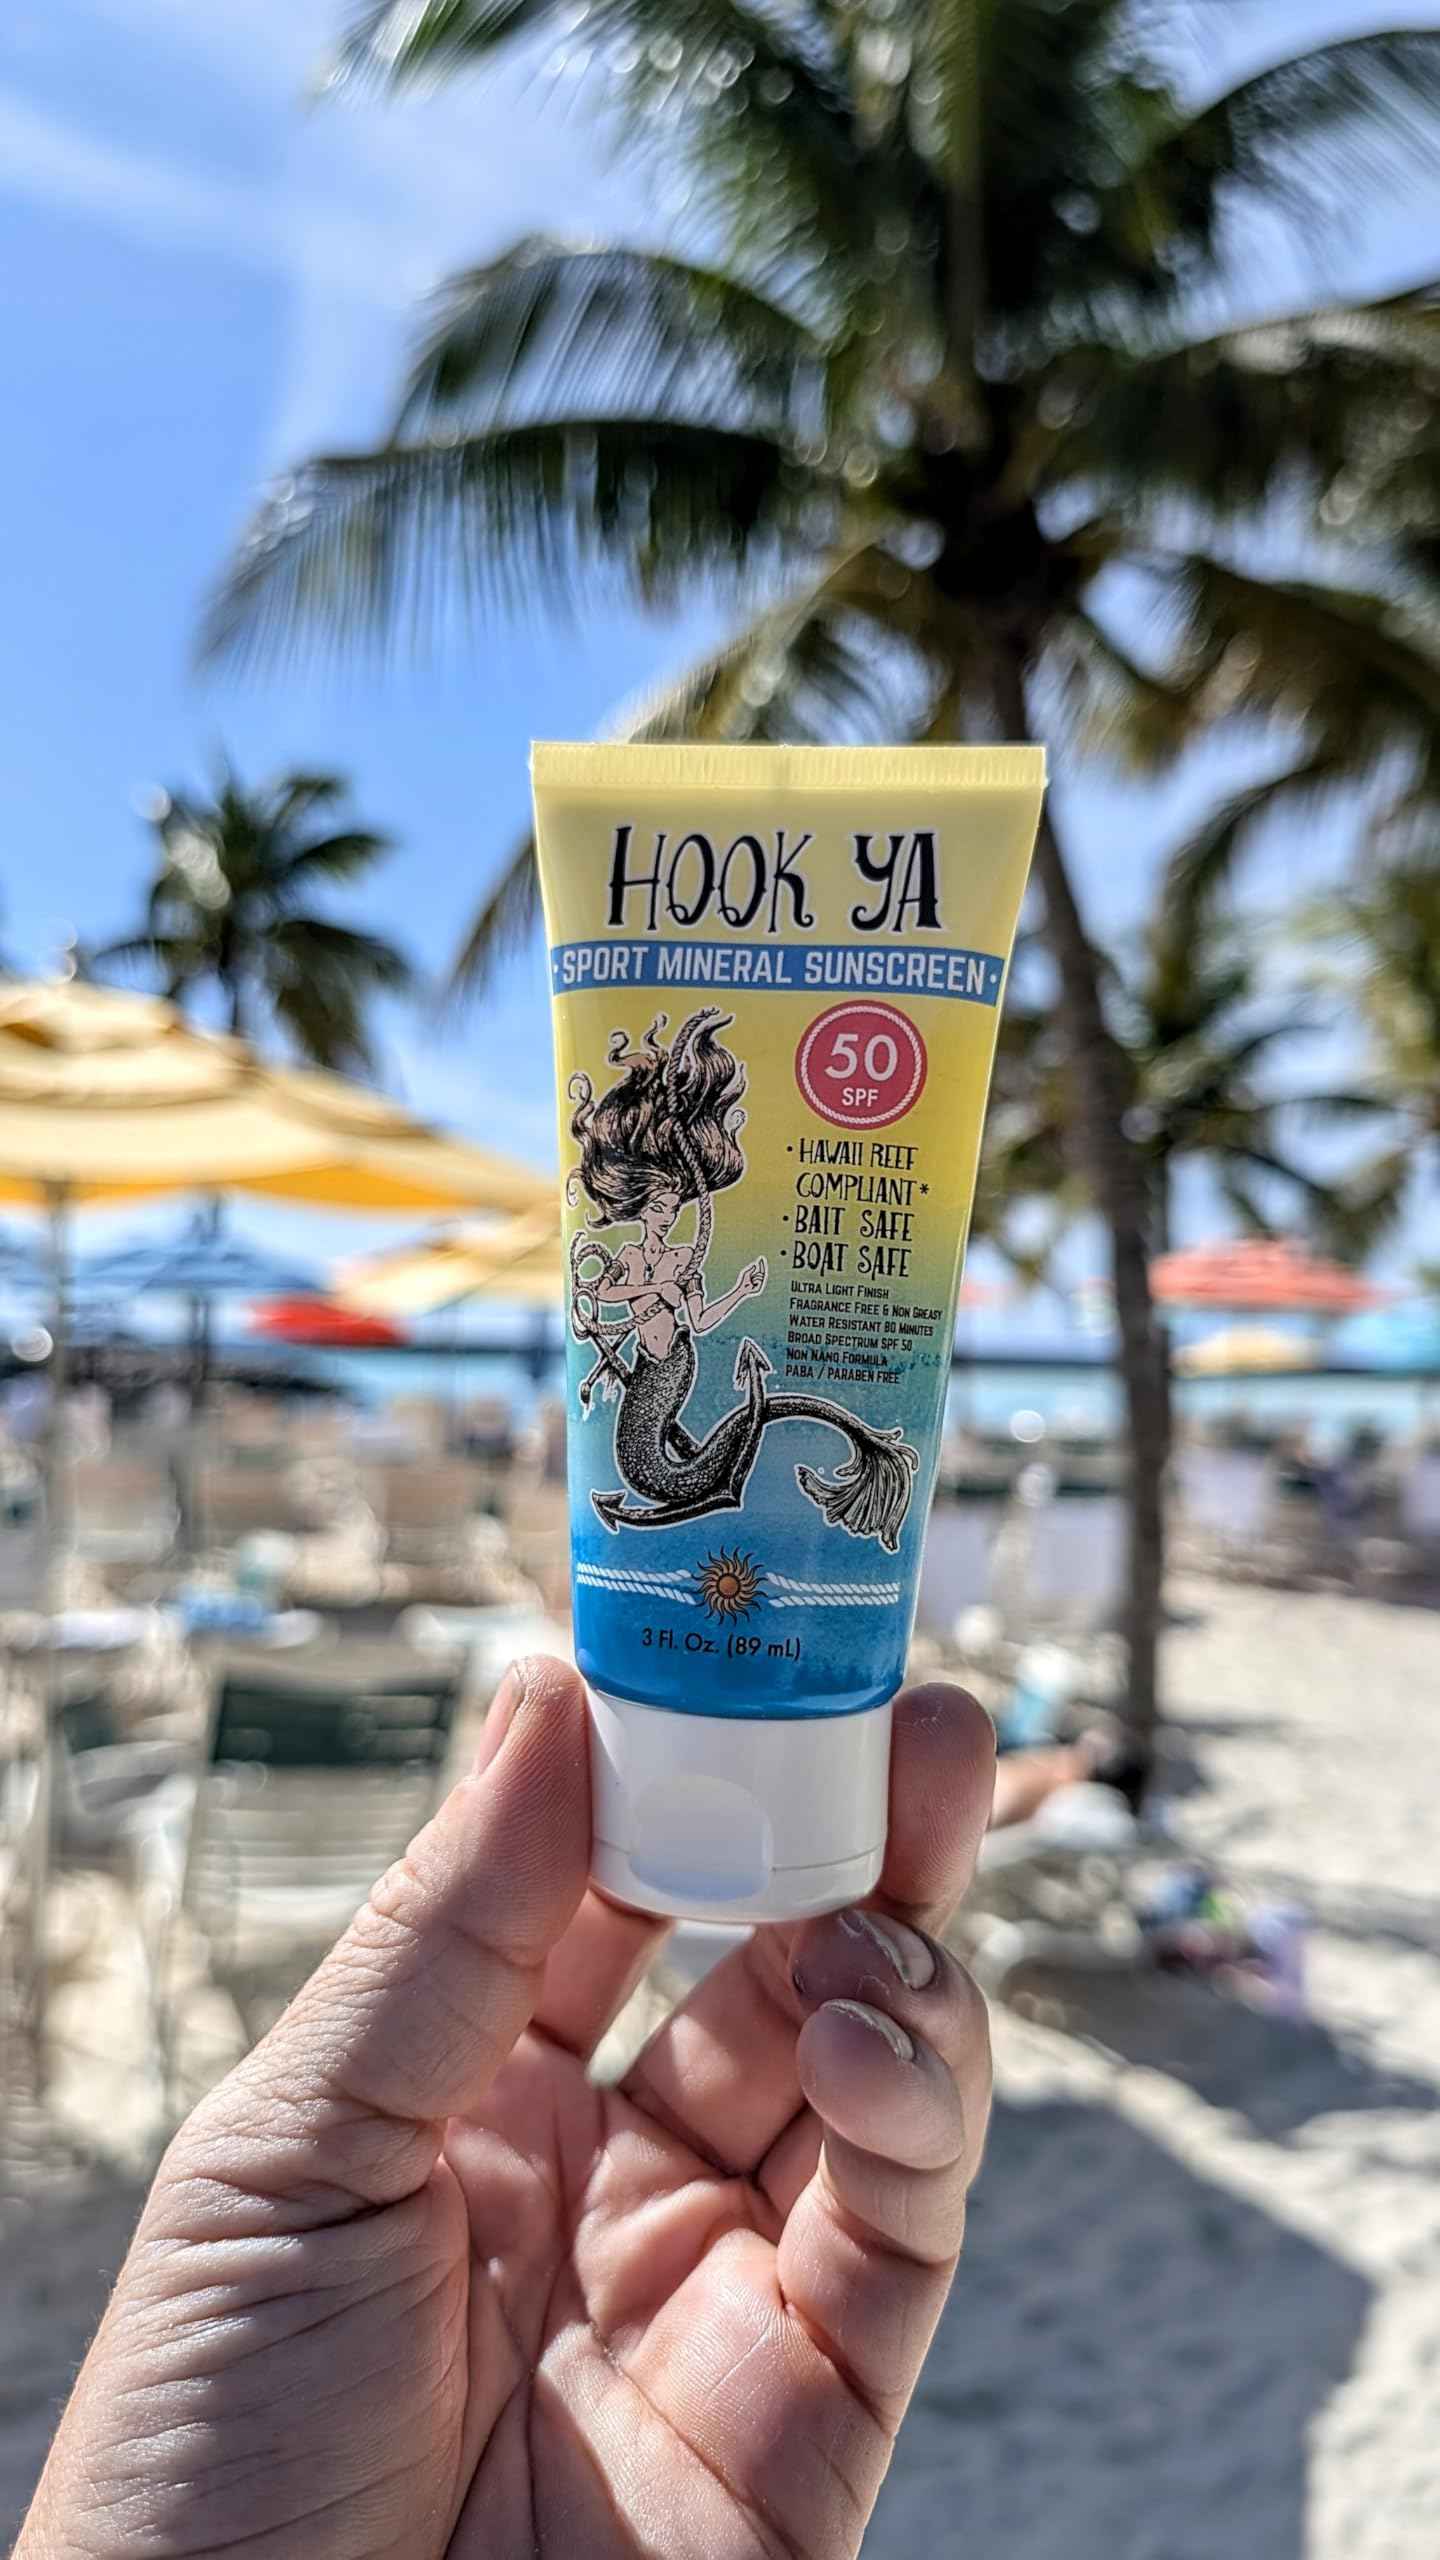 HOOK YA
• SPORT MINERAL SUNSCREEN •
50
SPF
• HAWAII REEF
COMPLIANT*
• BAIT SAFE
• BOAT SAFE
ULTRA LIGHT FINISH
FRAGRANCE FREE & NON GREASY
WATER RESISTANT 80 MINUTES
BROAD SPECTRUM SPF 50
NON NANO FORMULA
PABA / PARABEN FREE
3 Fl. Oz. (89 mL)